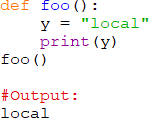 def foo():
    y = "local"
    print(y)
foo()

#Output:
local